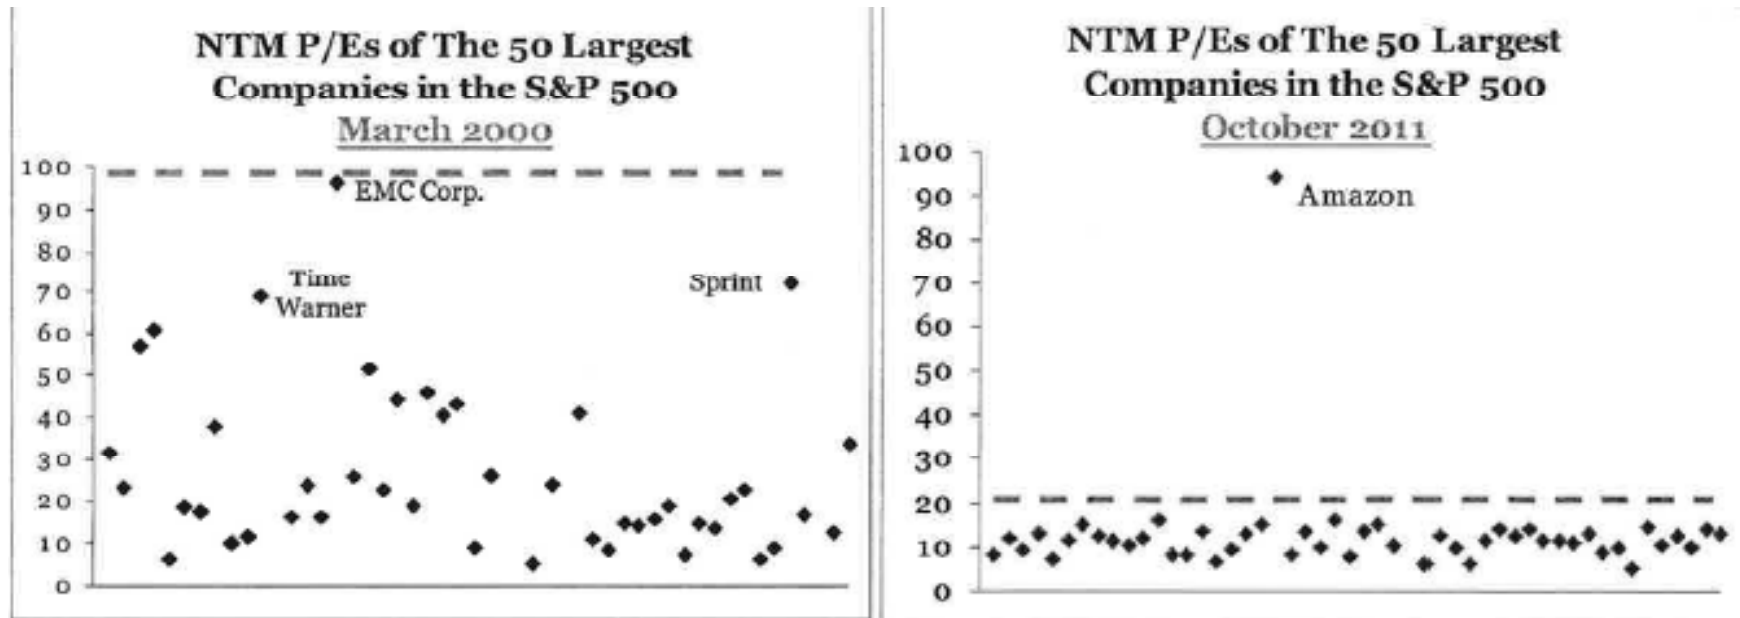 NTM P/Es of The 50 Largest
Companies in the S&P 500
March 2000
100
90
80
70
60
50
40
30
20
10
0
EMC Corp.
Time
Warner
Sprint
NTM P/Es of The 50 Largest
Companies in the S&P 500
October 2011
100
90
80
70
60
50
40
30
20
10
0
Amazon